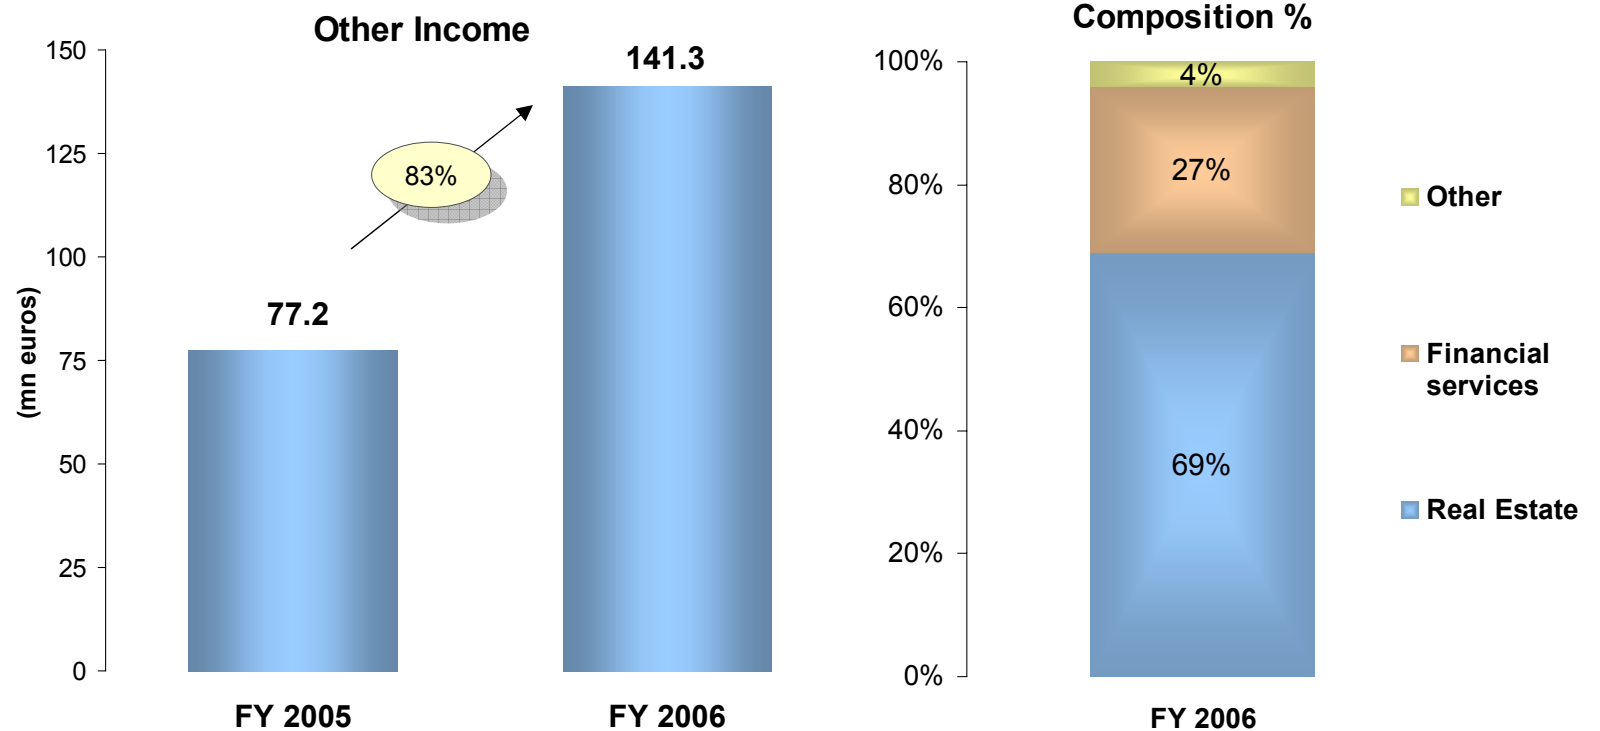 Other Income
150
125
100
75
50
25
0
(mn euros)
77.2
141.3
83%
FY 2005
FY 2006
Composition %
100%
80%
60%
40%
20%
0%
4%
27%
69%
FY 2006
Other
Financial
services
Real Estate